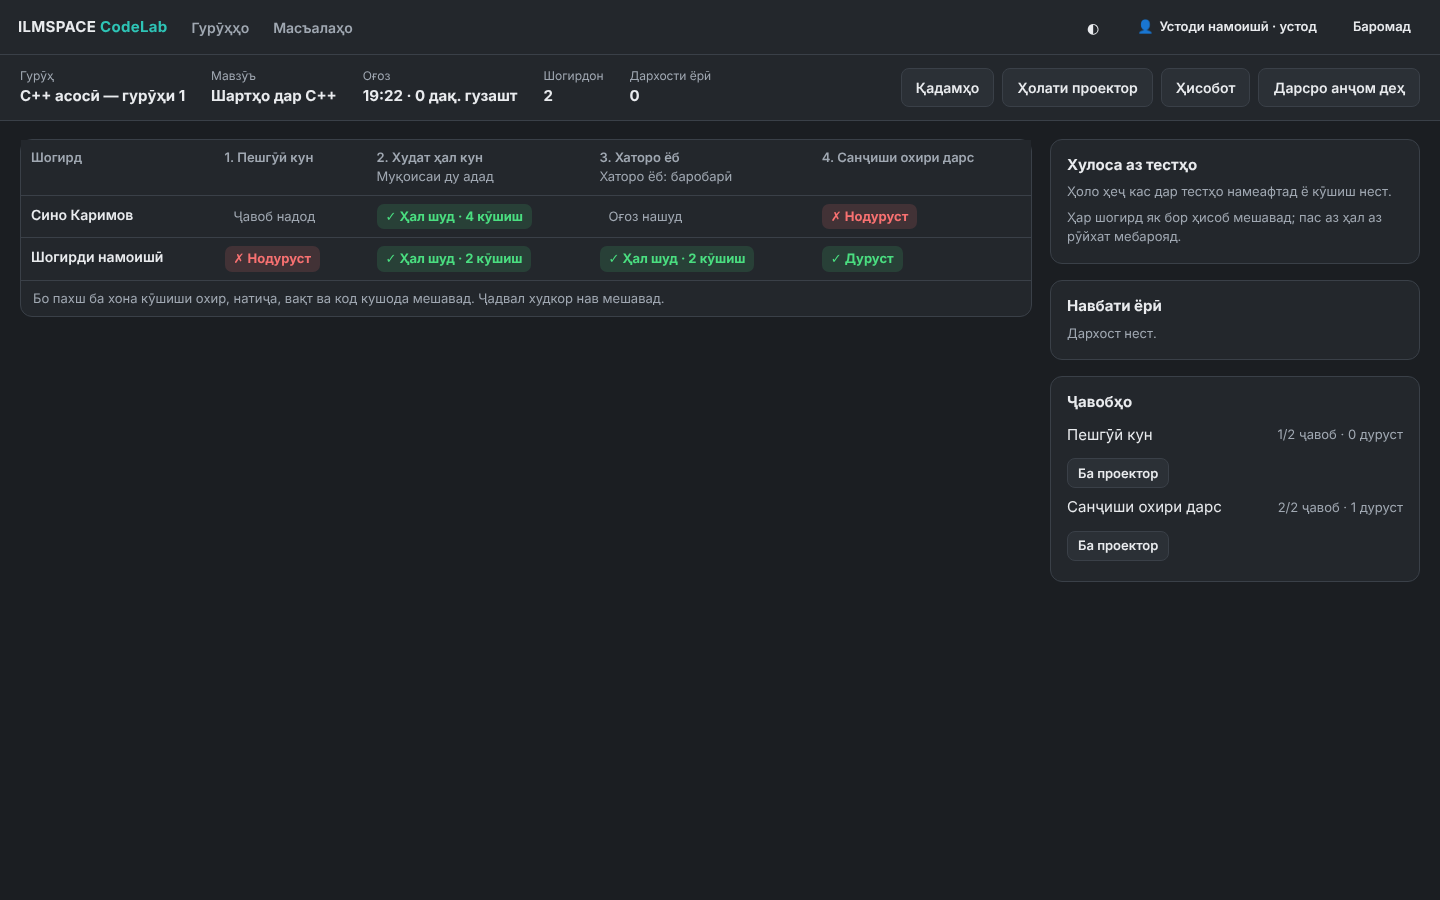 ILMSPACE CodeLab
Гурӯҳҳо
Масъалаҳо
Устоди намоишӣ · устод
Баромад
Гурӯҳ
C++ асосӣ — гурӯҳи 1
Мавзӯъ
Шартҳо дар C++
Оғоз
19:22 · 0 дақ. гузашт
Шогирдон
2
Дархости ёрӣ
0
Қадамҳо
Ҳолати проектор
Ҳисобот
Дарсро анҷом деҳ
Шогирд
1. Пешгӯӣ кун
2. Худат ҳал кун
Муқоисаи ду адад
3. Хаторо ёб
Хаторо ёб: баробарӣ
4. Санҷиши охири дарс
Сино Каримов
Ҷавоб надод
✓ Ҳал шуд · 4 кӯшиш
Оғоз нашуд
✗ Нодуруст
Шогирди намоишӣ
✗ Нодуруст
✓ Ҳал шуд · 2 кӯшиш
✓ Ҳал шуд · 2 кӯшиш
✓ Дуруст
Бо пахш ба хона кӯшиши охир, натиҷа, вақт ва код кушода мешавад. Ҷадвал худкор нав мешавад.
Хулоса аз тестҳо
Ҳоло ҳеҷ кас дар тестҳо намеафтад ё кӯшиш нест.
Ҳар шогирд як бор ҳисоб мешавад; пас аз ҳал аз
рӯйхат мебарояд.
Навбати ёрӣ
Дархост нест.
Ҷавобҳо
Пешгӯӣ кун
1/2 ҷавоб · 0 дуруст
Ба проектор
Санҷиши охири дарс
2/2 ҷавоб · 1 дуруст
Ба проектор